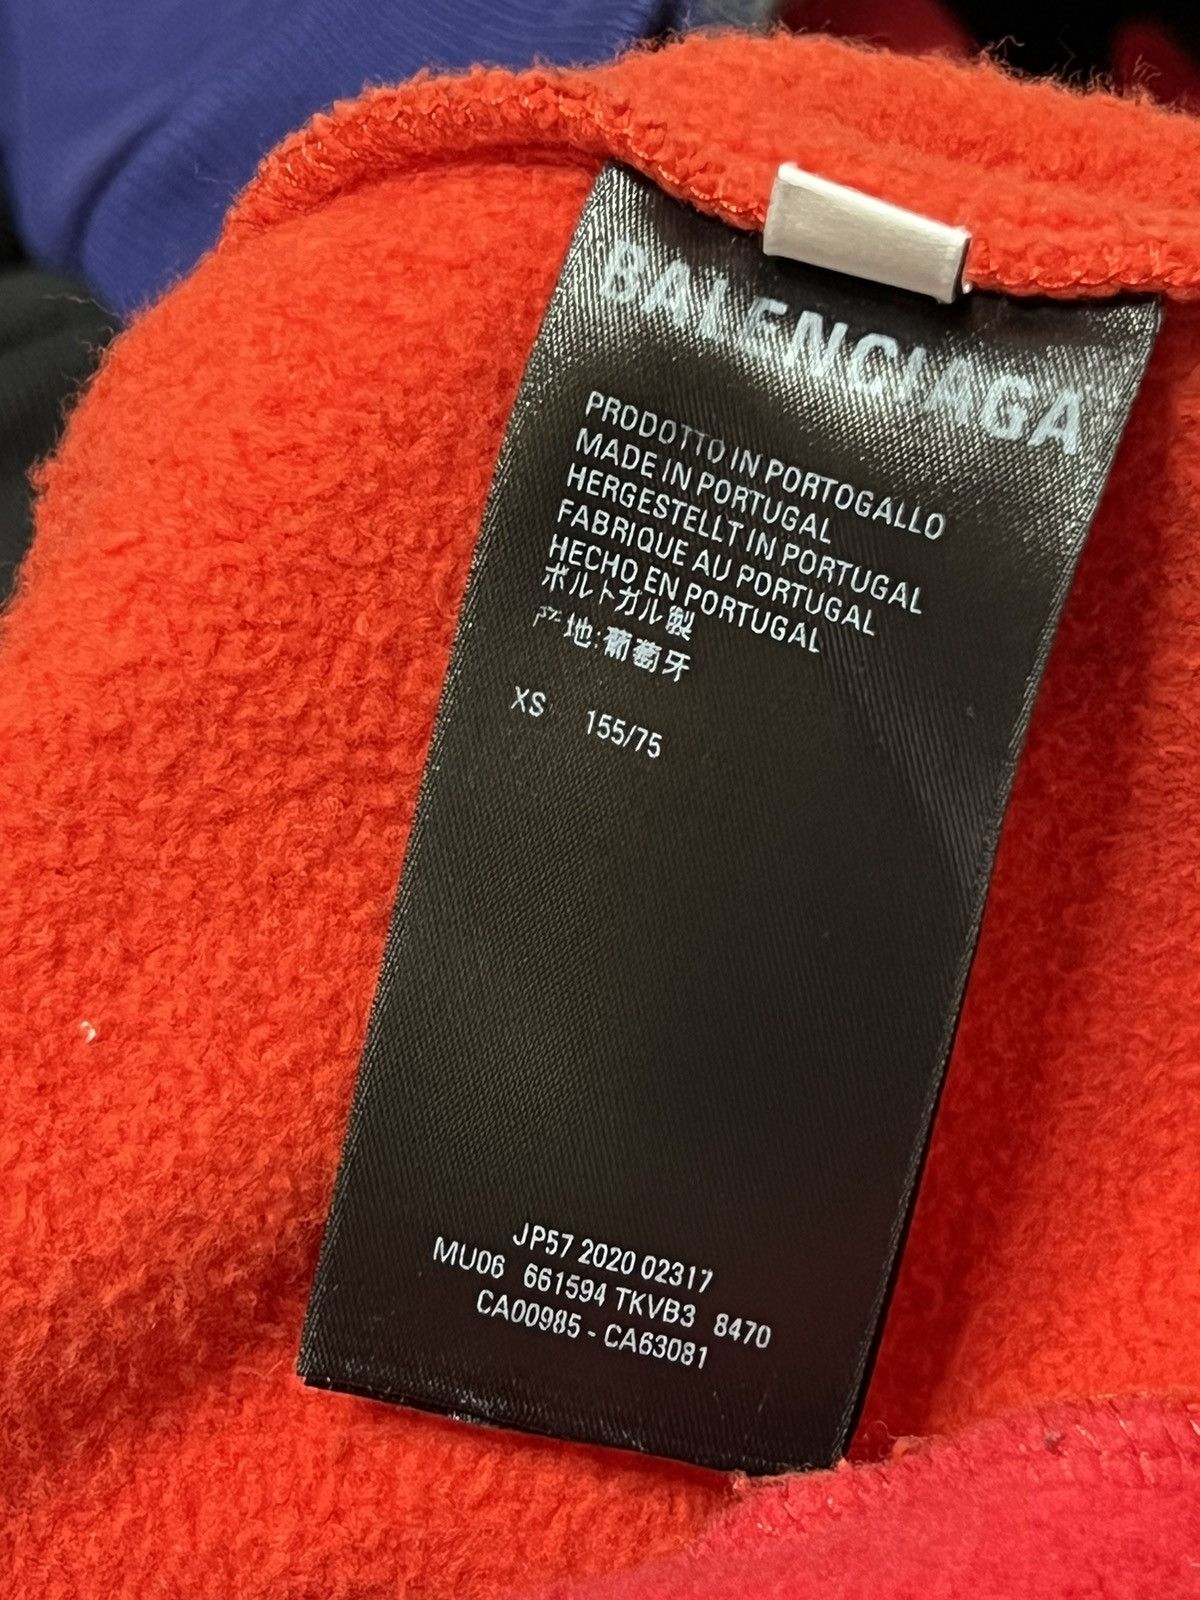 BALENCIAGA
PRODOTTO IN PORTOGALLO
MADE IN PORTUGAL
HERGESTELLT IN PORTUGAL
FABRIQUE AU PORTUGAL
HECHO EN PORTUGAL
ポルトガル製
产地:葡萄牙
XS 155/75
JP57 2020 02317
MU06 661594 TKVB3 8470
CA00985 - CA63081